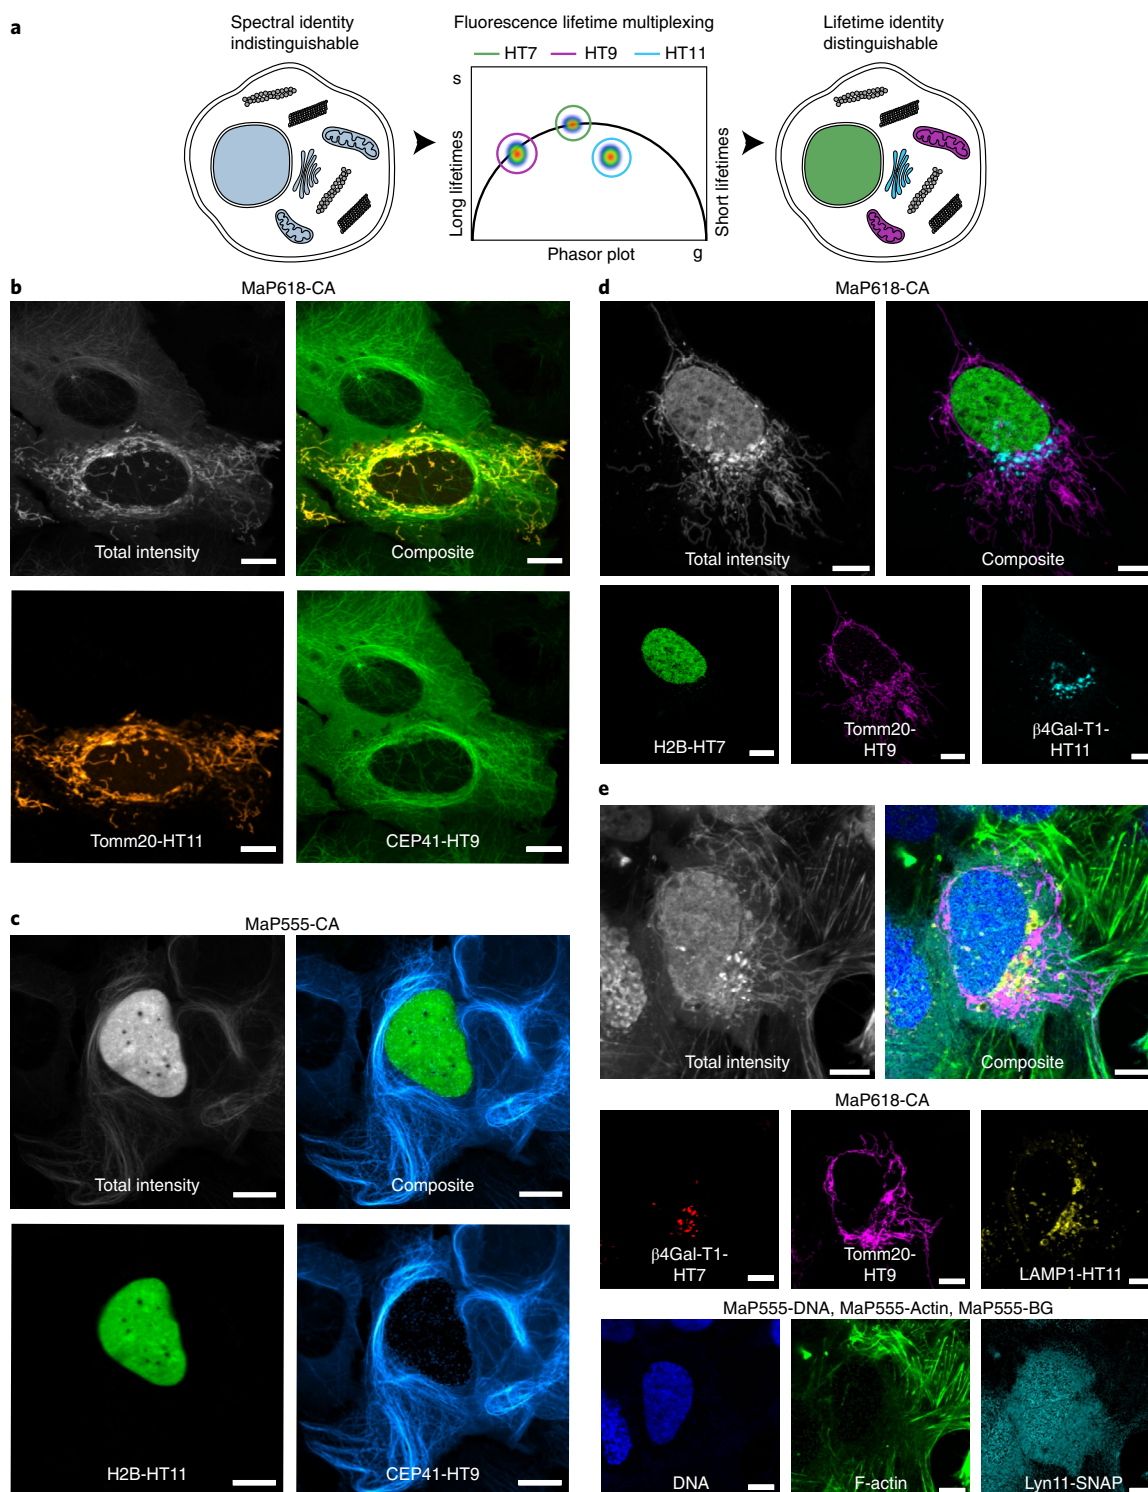 a
Spectral identity
indistinguishable
Fluorescence lifetime multiplexing
HT7 HT9 HT11
Lifetime identity
distinguishable
s
Long lifetimes
Short lifetimes
Phasor plot
g
b
MaP618-CA
Total intensity
Composite
Tomm20-HT11
CEP41-HT9
c
MaP555-CA
Total intensity
Composite
H2B-HT11
CEP41-HT9
d
MaP618-CA
Total intensity
Composite
H2B-HT7
Tomm20-
HT9
β4Gal-T1-
HT11
e
Total intensity
Composite
MaP618-CA
β4Gal-T1-
HT7
Tomm20-
HT9
LAMP1-HT11
MaP555-DNA, MaP555-Actin, MaP555-BG
DNA
F-actin
Lyn11-SNAP